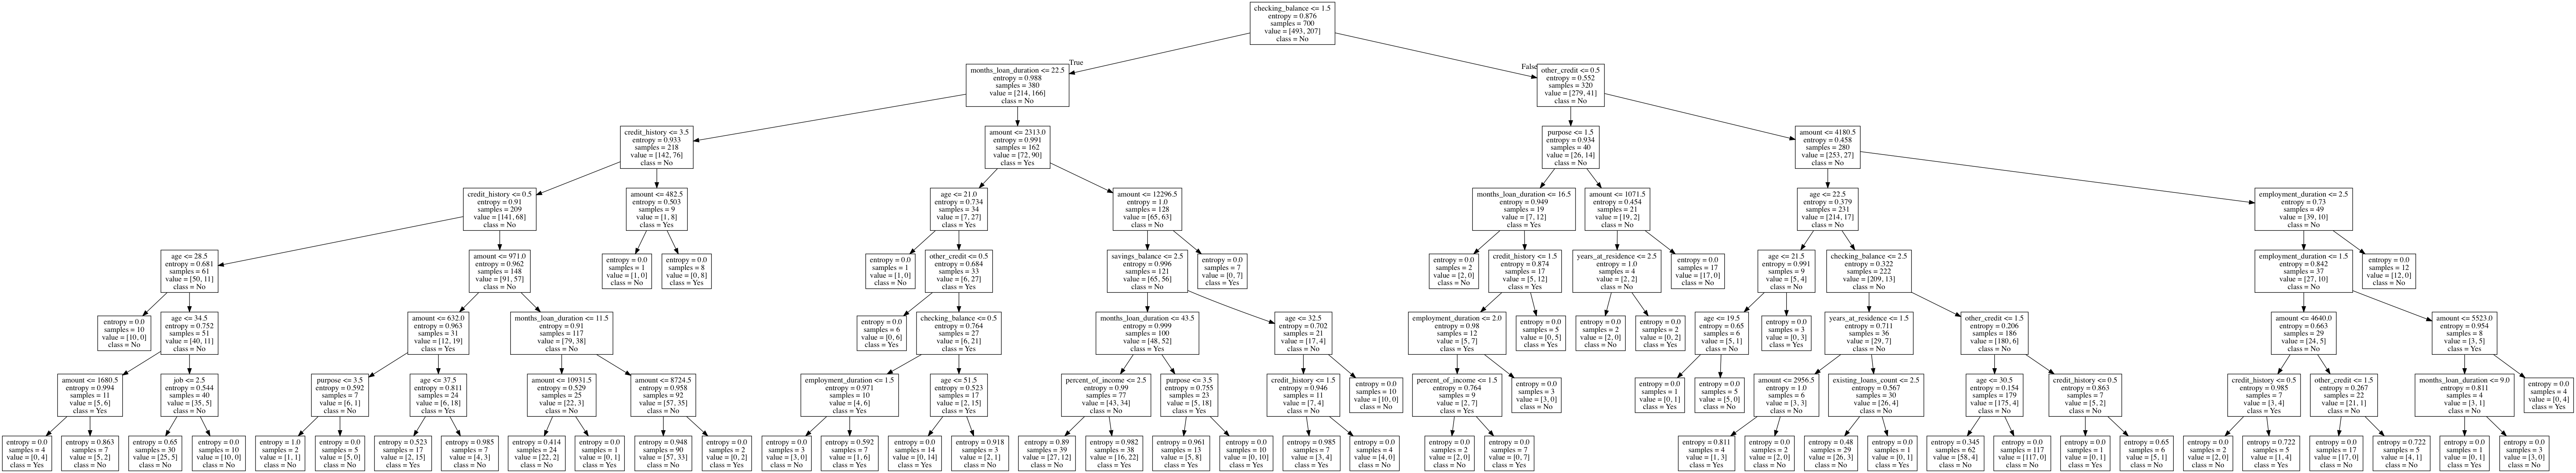 checking_balance <= 1.5
entropy = 0.876
samples = 700
value = [493, 207]
class = No
True
False
months_loan_duration <= 22.5
entropy = 0.988
samples = 380
value = [214, 166]
class = No
other_credit <= 0.5
entropy = 0.552
samples = 320
value = [279, 41]
class = No
credit_history <= 3.5
entropy = 0.933
samples = 218
value = [142, 76]
class = No
amount <= 2313.0
entropy = 0.991
samples = 162
value = [72, 90]
class = Yes
purpose <= 1.5
entropy = 0.934
samples = 40
value = [26, 14]
class = No
amount <= 4180.5
entropy = 0.458
samples = 280
value = [253, 27]
class = No
credit_history <= 0.5
entropy = 0.91
samples = 209
value = [141, 68]
class = No
amount <= 482.5
entropy = 0.503
samples = 9
value = [1, 8]
class = Yes
age <= 21.0
entropy = 0.734
samples = 34
value = [7, 27]
class = Yes
amount <= 12296.5
entropy = 1.0
samples = 128
value = [65, 63]
class = No
months_loan_duration <= 16.5
entropy = 0.949
samples = 19
value = [7, 12]
class = Yes
amount <= 1071.5
entropy = 0.454
samples = 21
value = [19, 2]
class = No
age <= 22.5
entropy = 0.379
samples = 231
value = [214, 17]
class = No
employment_duration <= 2.5
entropy = 0.73
samples = 49
value = [39, 10]
class = No
age <= 28.5
entropy = 0.681
samples = 61
value = [50, 11]
class = No
amount <= 971.0
entropy = 0.962
samples = 148
value = [91, 57]
class = No
entropy = 0.0
samples = 1
value = [1, 0]
class = No
entropy = 0.0
samples = 8
value = [0, 8]
class = Yes
entropy = 0.0
samples = 1
value = [1, 0]
class = No
other_credit <= 0.5
entropy = 0.684
samples = 33
value = [6, 27]
class = Yes
savings_balance <= 2.5
entropy = 0.996
samples = 121
value = [65, 56]
class = No
entropy = 0.0
samples = 7
value = [0, 7]
class = Yes
entropy = 0.0
samples = 2
value = [2, 0]
class = No
credit_history <= 1.5
entropy = 0.874
samples = 17
value = [5, 12]
class = Yes
years_at_residence <= 2.5
entropy = 1.0
samples = 4
value = [2, 2]
class = No
entropy = 0.0
samples = 17
value = [17, 0]
class = No
age <= 21.5
entropy = 0.991
samples = 9
value = [5, 4]
class = No
checking_balance <= 2.5
entropy = 0.322
samples = 222
value = [209, 13]
class = No
employment_duration <= 1.5
entropy = 0.842
samples = 37
value = [27, 10]
class = No
entropy = 0.0
samples = 12
value = [12, 0]
class = No
entropy = 0.0
samples = 10
value = [10, 0]
class = No
age <= 34.5
entropy = 0.752
samples = 51
value = [40, 11]
class = No
amount <= 632.0
entropy = 0.963
samples = 31
value = [12, 19]
class = Yes
months_loan_duration <= 11.5
entropy = 0.91
samples = 117
value = [79, 38]
class = No
entropy = 0.0
samples = 6
value = [0, 6]
class = Yes
checking_balance <= 0.5
entropy = 0.764
samples = 27
value = [6, 21]
class = Yes
months_loan_duration <= 43.5
entropy = 0.999
samples = 100
value = [48, 52]
class = Yes
age <= 32.5
entropy = 0.702
samples = 21
value = [17, 4]
class = No
employment_duration <= 2.0
entropy = 0.98
samples = 12
value = [5, 7]
class = Yes
entropy = 0.0
samples = 5
value = [0, 5]
class = Yes
entropy = 0.0
samples = 2
value = [2, 0]
class = No
entropy = 0.0
samples = 2
value = [0, 2]
class = Yes
age <= 19.5
entropy = 0.65
samples = 6
value = [5, 1]
class = No
entropy = 0.0
samples = 3
value = [0, 3]
class = Yes
years_at_residence <= 1.5
entropy = 0.711
samples = 36
value = [29, 7]
class = No
other_credit <= 1.5
entropy = 0.206
samples = 186
value = [180, 6]
class = No
amount <= 4640.0
entropy = 0.663
samples = 29
value = [24, 5]
class = No
amount <= 5523.0
entropy = 0.954
samples = 8
value = [3, 5]
class = Yes
amount <= 1680.5
entropy = 0.994
samples = 11
value = [5, 6]
class = Yes
job <= 2.5
entropy = 0.544
samples = 40
value = [35, 5]
class = No
purpose <= 3.5
entropy = 0.592
samples = 7
value = [6, 1]
class = No
age <= 37.5
entropy = 0.811
samples = 24
value = [6, 18]
class = Yes
amount <= 10931.5
entropy = 0.529
samples = 25
value = [22, 3]
class = No
amount <= 8724.5
entropy = 0.958
samples = 92
value = [57, 35]
class = No
employment_duration <= 1.5
entropy = 0.971
samples = 10
value = [4, 6]
class = Yes
age <= 51.5
entropy = 0.523
samples = 17
value = [2, 15]
class = Yes
percent_of_income <= 2.5
entropy = 0.99
samples = 77
value = [43, 34]
class = No
purpose <= 3.5
entropy = 0.755
samples = 23
value = [5, 18]
class = Yes
credit_history <= 1.5
entropy = 0.946
samples = 11
value = [7, 4]
class = No
entropy = 0.0
samples = 10
value = [10, 0]
class = No
percent_of_income <= 1.5
entropy = 0.764
samples = 9
value = [2, 7]
class = Yes
entropy = 0.0
samples = 3
value = [3, 0]
class = No
entropy = 0.0
samples = 1
value = [0, 1]
class = Yes
entropy = 0.0
samples = 5
value = [5, 0]
class = No
amount <= 2956.5
entropy = 1.0
samples = 6
value = [3, 3]
class = No
existing_loans_count <= 2.5
entropy = 0.567
samples = 30
value = [26, 4]
class = No
age <= 30.5
entropy = 0.154
samples = 179
value = [175, 4]
class = No
credit_history <= 0.5
entropy = 0.863
samples = 7
value = [5, 2]
class = No
credit_history <= 0.5
entropy = 0.985
samples = 7
value = [3, 4]
class = Yes
other_credit <= 1.5
entropy = 0.267
samples = 22
value = [21, 1]
class = No
months_loan_duration <= 9.0
entropy = 0.811
samples = 4
value = [3, 1]
class = No
entropy = 0.0
samples = 4
value = [0, 4]
class = Yes
entropy = 0.0
samples = 4
value = [0, 4]
class = Yes
entropy = 0.863
samples = 7
value = [5, 2]
class = No
entropy = 0.65
samples = 30
value = [25, 5]
class = No
entropy = 0.0
samples = 10
value = [10, 0]
class = No
entropy = 1.0
samples = 2
value = [1, 1]
class = No
entropy = 0.0
samples = 5
value = [5, 0]
class = No
entropy = 0.523
samples = 17
value = [2, 15]
class = Yes
entropy = 0.985
samples = 7
value = [4, 3]
class = No
entropy = 0.414
samples = 24
value = [22, 2]
class = No
entropy = 0.0
samples = 1
value = [0, 1]
class = Yes
entropy = 0.948
samples = 90
value = [57, 33]
class = No
entropy = 0.0
samples = 2
value = [0, 2]
class = Yes
entropy = 0.0
samples = 3
value = [3, 0]
class = No
entropy = 0.592
samples = 7
value = [1, 6]
class = Yes
entropy = 0.0
samples = 14
value = [0, 14]
class = Yes
entropy = 0.918
samples = 3
value = [2, 1]
class = No
entropy = 0.89
samples = 39
value = [27, 12]
class = No
entropy = 0.982
samples = 38
value = [16, 22]
class = Yes
entropy = 0.961
samples = 13
value = [5, 8]
class = Yes
entropy = 0.0
samples = 10
value = [0, 10]
class = Yes
entropy = 0.985
samples = 7
value = [3, 4]
class = Yes
entropy = 0.0
samples = 4
value = [4, 0]
class = No
entropy = 0.0
samples = 2
value = [2, 0]
class = No
entropy = 0.0
samples = 7
value = [0, 7]
class = Yes
entropy = 0.811
samples = 4
value = [1, 3]
class = Yes
entropy = 0.0
samples = 2
value = [2, 0]
class = No
entropy = 0.48
samples = 29
value = [26, 3]
class = No
entropy = 0.0
samples = 1
value = [0, 1]
class = Yes
entropy = 0.345
samples = 62
value = [58, 4]
class = No
entropy = 0.0
samples = 117
value = [117, 0]
class = No
entropy = 0.0
samples = 1
value = [0, 1]
class = Yes
entropy = 0.65
samples = 6
value = [5, 1]
class = No
entropy = 0.0
samples = 2
value = [2, 0]
class = No
entropy = 0.722
samples = 5
value = [1, 4]
class = Yes
entropy = 0.0
samples = 17
value = [17, 0]
class = No
entropy = 0.722
samples = 5
value = [4, 1]
class = No
entropy = 0.0
samples = 1
value = [0, 1]
class = Yes
entropy = 0.0
samples = 3
value = [3, 0]
class = No